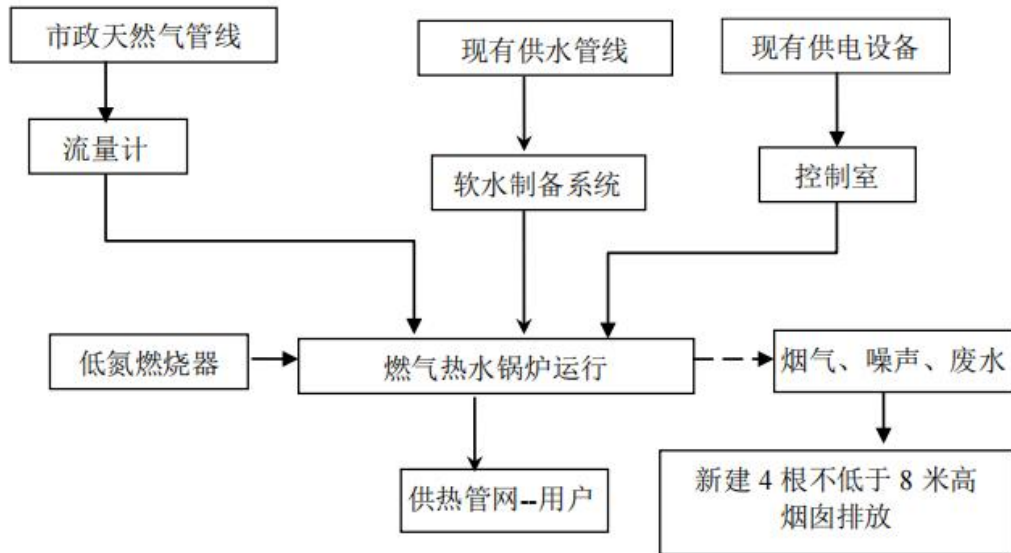 市政天然气管线
现有供水管线
现有供电设备
流量计
软水制备系统
控制室
低氮燃烧器
燃气热水锅炉运行
烟气、噪声、废水
供热管网--用户
新建 4 根不低于 8 米高
烟囱排放